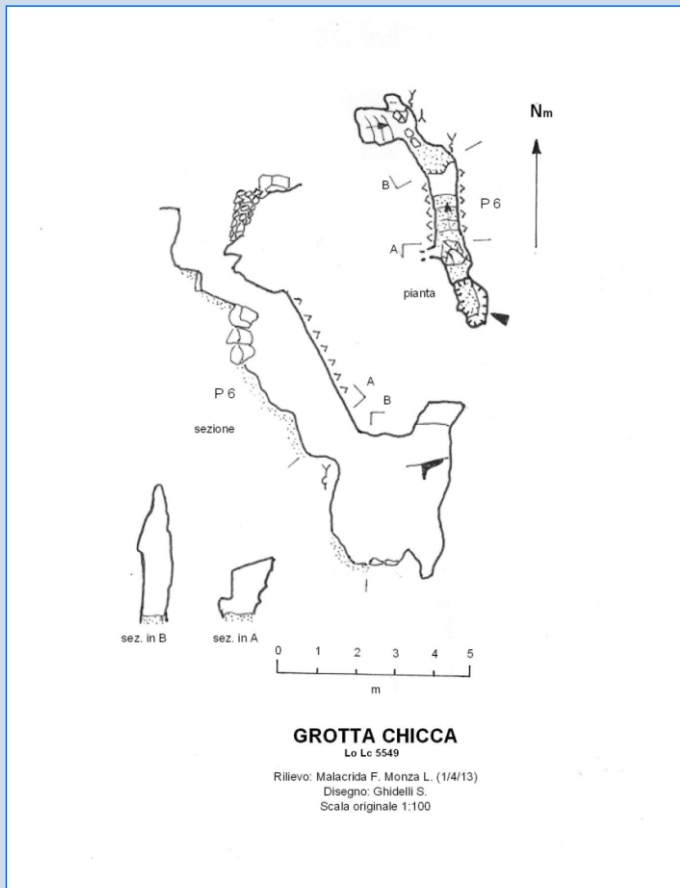 Nm
B
P 6
A
pianta
A
B
P 6
sezione
sez. in B
sez. in A
0 1 2 3 4 5
m
GROTTA CHICCA
Lo Lc 5549
Rilievo: Malacrida F. Monza L. (1/4/13)
Disegno: Ghidelli S.
Scala originale 1:100